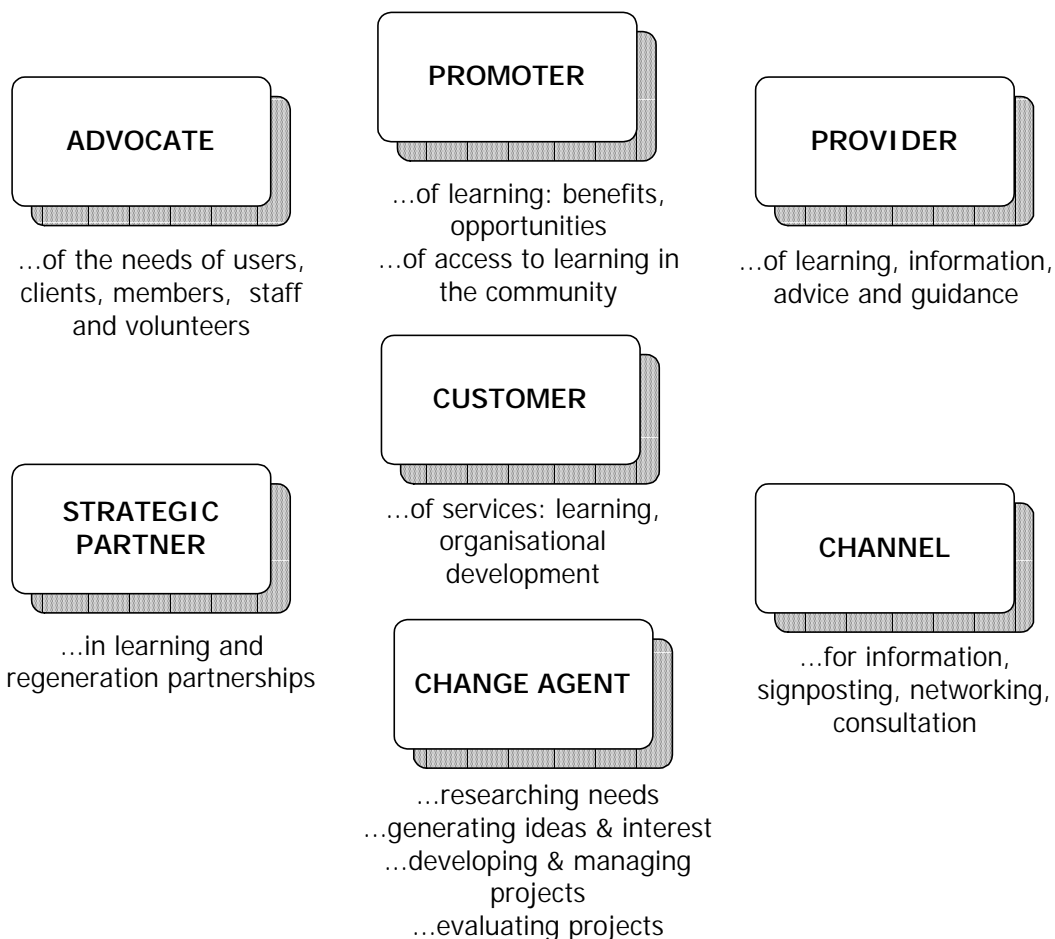 ADVOCATE
…of the needs of users,
clients, members, staff
and volunteers
PROMOTER
…of learning: benefits,
opportunities
…of access to learning in
the community
PROVIDER
…of learning, information,
advice and guidance
CUSTOMER
…of services: learning,
organisational
development
STRATEGIC
PARTNER
…in learning and
regeneration partnerships
CHANGE AGENT
…researching needs
…generating ideas & interest
…developing & managing
projects
…evaluating projects
CHANNEL
…for information,
signposting, networking,
consultation